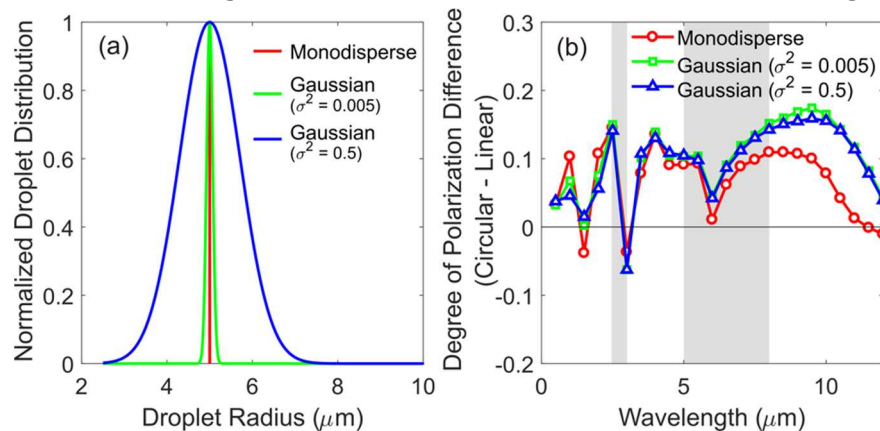 (a)
Monodisperse
Gaussian
(σ² = 0.005)
Gaussian
(σ² = 0.5)
Normalized Droplet Distribution
1
0.8
0.6
0.4
0.2
0
2
4
6
8
10
Droplet Radius (μm)
(b)
Monodisperse
Gaussian (σ² = 0.005)
Gaussian (σ² = 0.5)
Degree of Polarization Difference
(Circular - Linear)
0.3
0.2
0.1
0
-0.1
-0.2
0
5
10
Wavelength (μm)